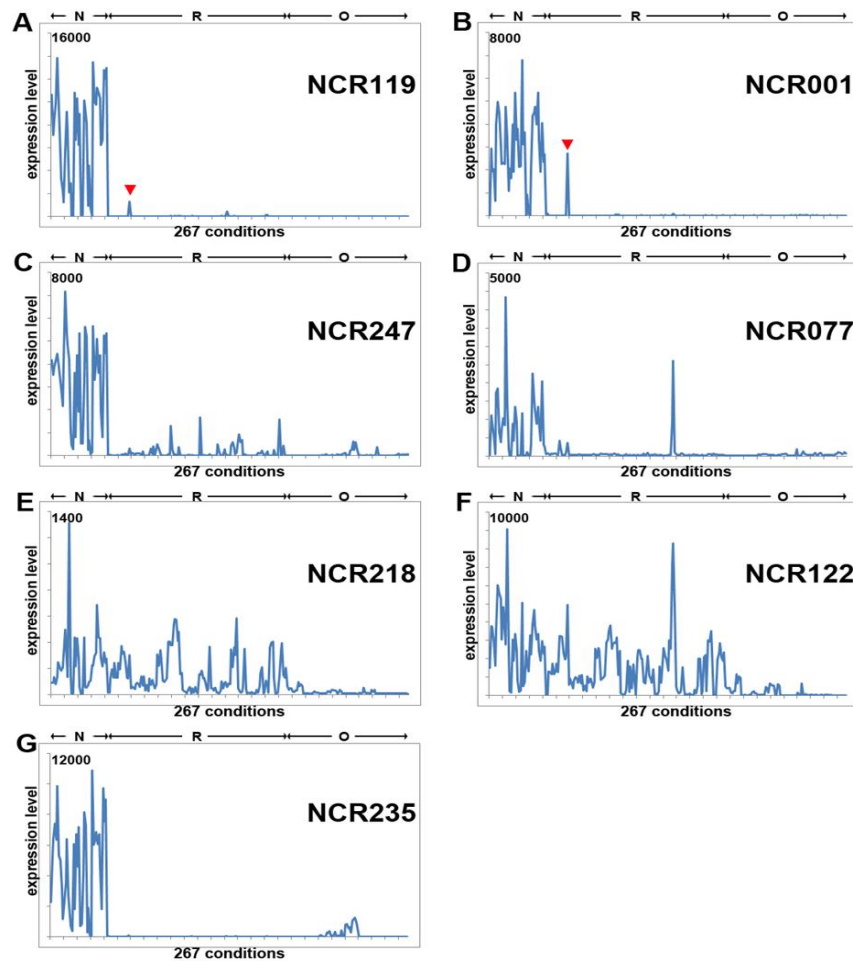 A
N R O
16000
NCR119
expression level
267 conditions
B
N R O
8000
NCR001
expression level
267 conditions
C
N R O
8000
NCR247
expression level
267 conditions
D
N R O
5000
NCR077
expression level
267 conditions
E
N R O
1400
NCR218
expression level
267 conditions
F
N R O
10000
NCR122
expression level
267 conditions
G
N R O
12000
NCR235
expression level
267 conditions